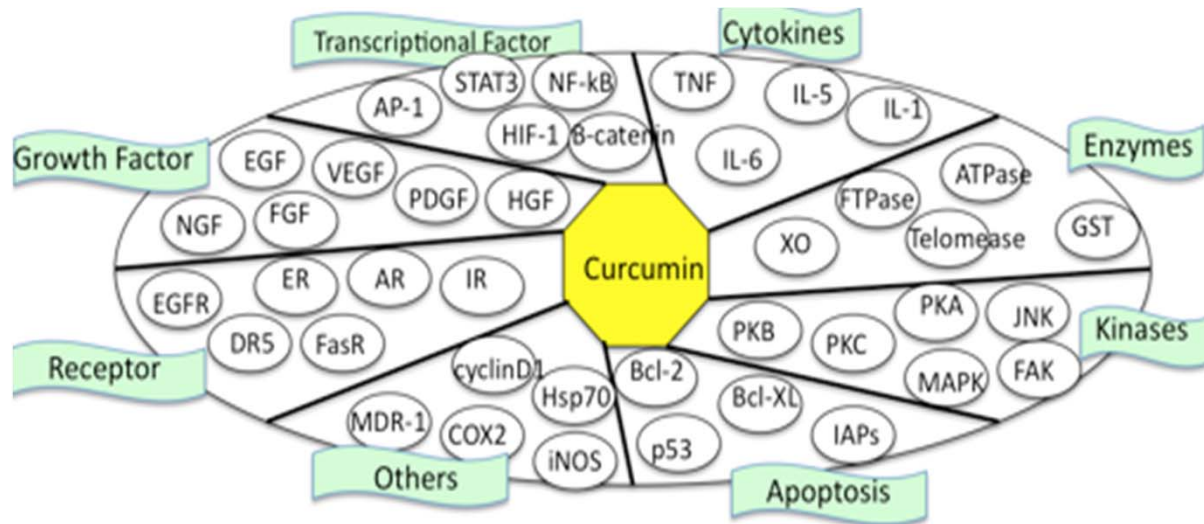 Transcriptional Factor
Cytokines
STAT3
NF-kB
AP-1
HIF-1
B-catenin
TNF
IL-5
IL-1
IL-6
Enzymes
ATPase
FTPase
GST
Telomease
XO
Growth Factor
EGF
VEGF
PDGF
HGF
NGF
FGF
Curcumin
Receptor
EGFR
ER
AR
IR
DR5
FasR
Kinases
PKB
PKC
PKA
JNK
MAPK
FAK
Others
cyclinD1
Hsp70
MDR-1
COX2
iNOS
Apoptosis
Bcl-2
Bcl-XL
p53
IAPs